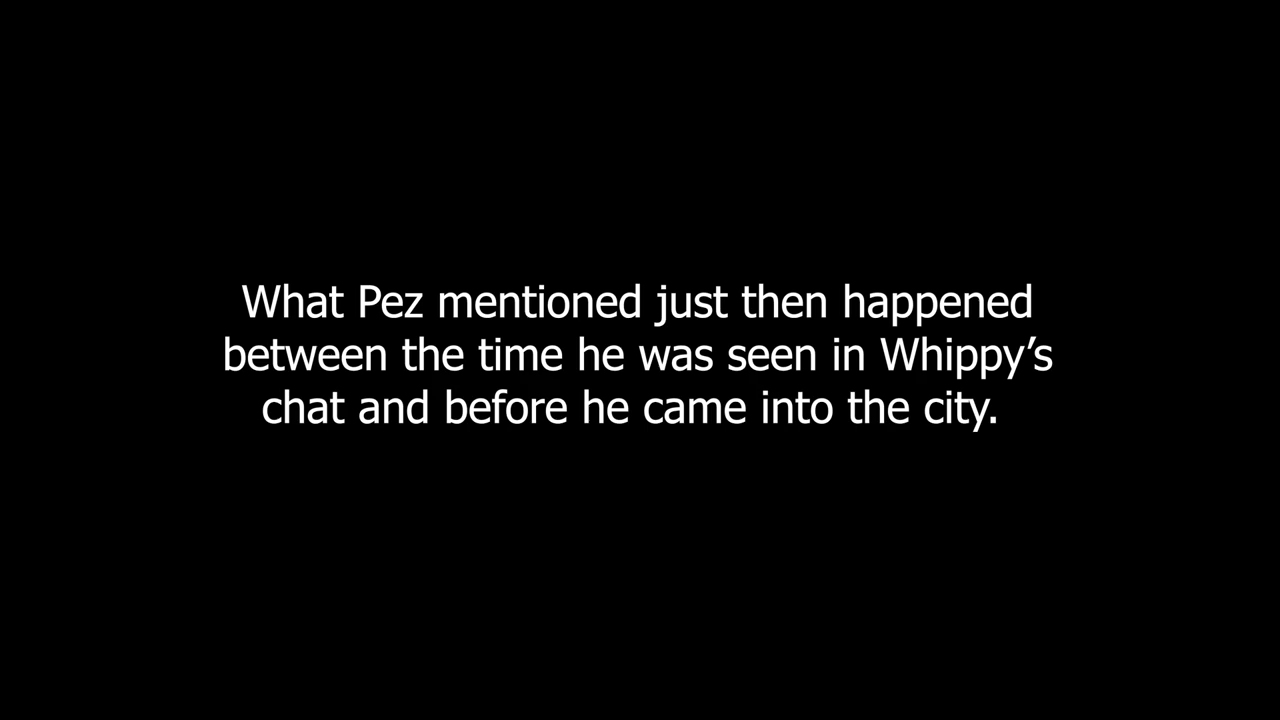 What Pez mentioned just then happened
between the time he was seen in Whippy’s
chat and before he came into the city.